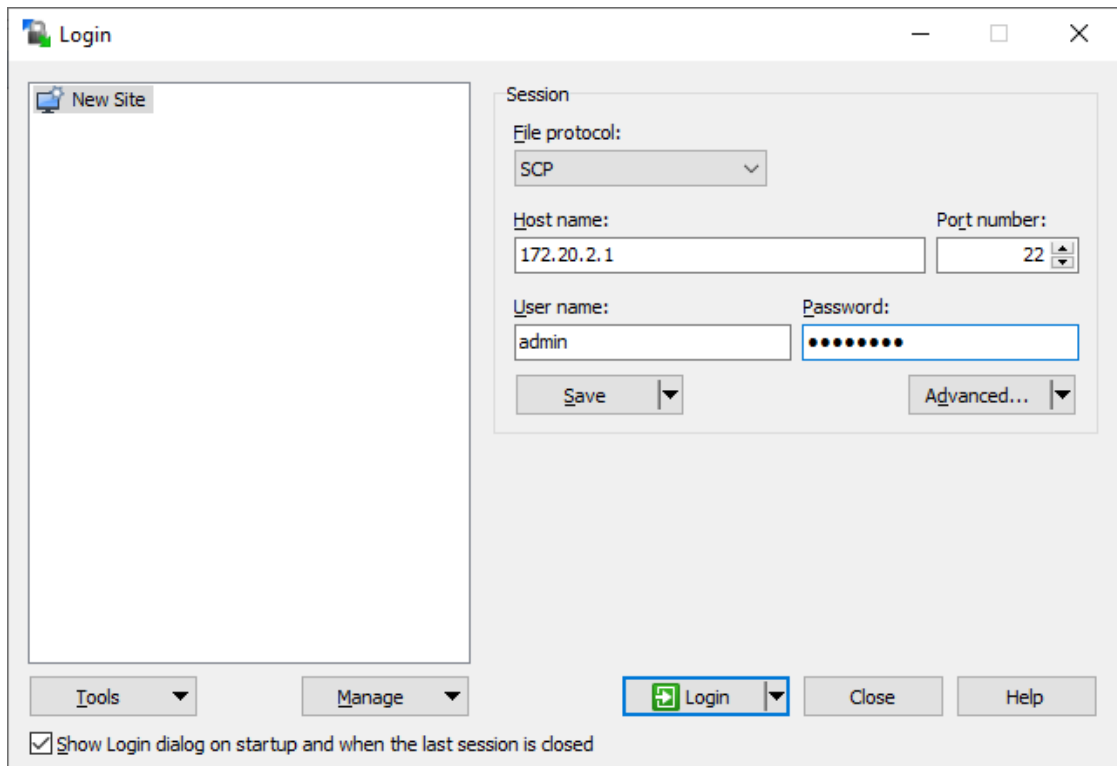 Login
New Site
Session
File protocol:
SCP
Host name:
Port number:
172.20.2.1
22
User name:
Password:
admin
••••••••
Save
Advanced...
Tools
Manage
Login
Close
Help
Show Login dialog on startup and when the last session is closed